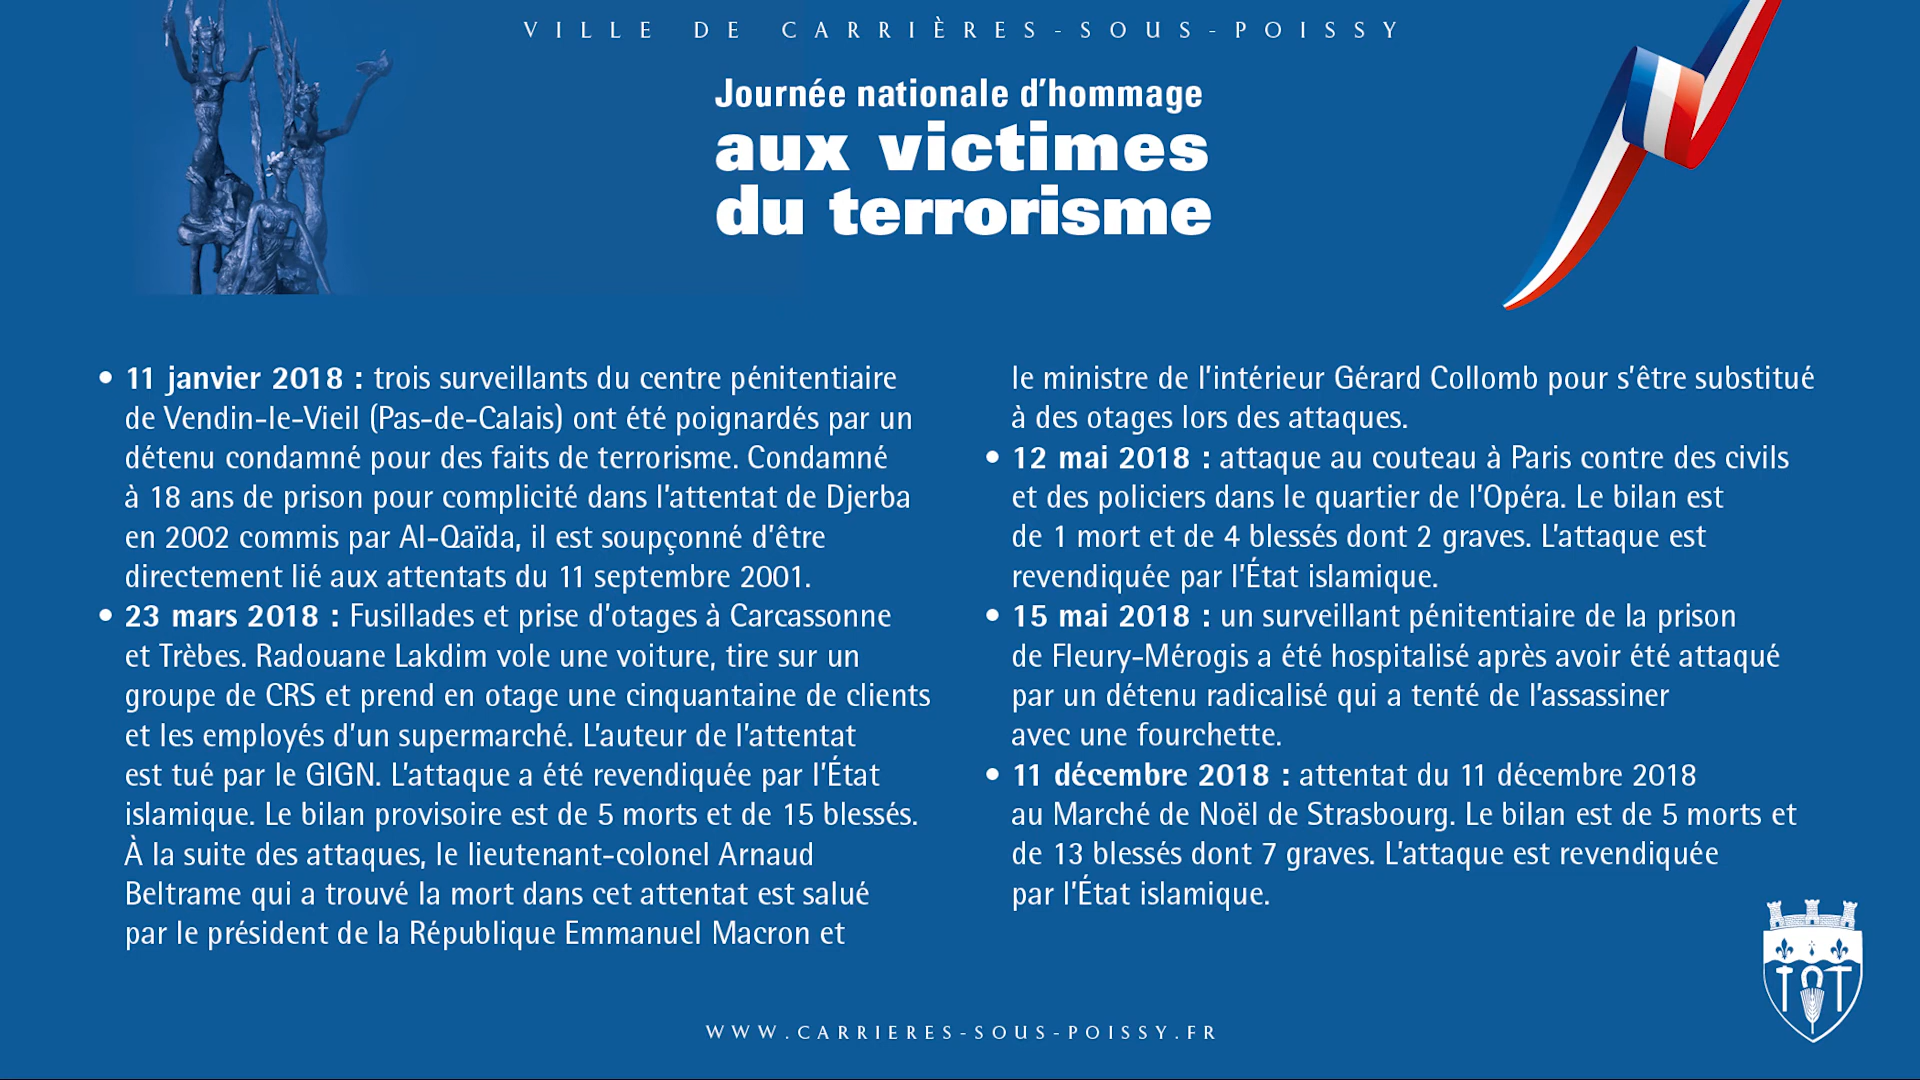 VILLE DE CARRIÈRES-SOUS-POISSY
Journée nationale d’hommage
aux victimes
du terrorisme
• 11 janvier 2018 : trois surveillants du centre pénitentiaire
de Vendin-le-Vieil (Pas-de-Calais) ont été poignardés par un
détenu condamné pour des faits de terrorisme. Condamné
à 18 ans de prison pour complicité dans l’attentat de Djerba
en 2002 commis par Al-Qaïda, il est soupçonné d’être
directement lié aux attentats du 11 septembre 2001.
• 23 mars 2018 : Fusillades et prise d’otages à Carcassonne
et Trèbes. Radouane Lakdim vole une voiture, tire sur un
groupe de CRS et prend en otage une cinquantaine de clients
et les employés d’un supermarché. L’auteur de l’attentat
est tué par le GIGN. L’attaque a été revendiquée par l’État
islamique. Le bilan provisoire est de 5 morts et de 15 blessés.
À la suite des attaques, le lieutenant-colonel Arnaud
Beltrame qui a trouvé la mort dans cet attentat est salué
par le président de la République Emmanuel Macron et
le ministre de l’intérieur Gérard Collomb pour s’être substitué
à des otages lors des attaques.
• 12 mai 2018 : attaque au couteau à Paris contre des civils
et des policiers dans le quartier de l’Opéra. Le bilan est
de 1 mort et de 4 blessés dont 2 graves. L’attaque est
revendiquée par l’État islamique.
• 15 mai 2018 : un surveillant pénitentiaire de la prison
de Fleury-Mérogis a été hospitalisé après avoir été attaqué
par un détenu radicalisé qui a tenté de l’assassiner
avec une fourchette.
• 11 décembre 2018 : attentat du 11 décembre 2018
au Marché de Noël de Strasbourg. Le bilan est de 5 morts et
de 13 blessés dont 7 graves. L’attaque est revendiquée
par l’État islamique.
WWW.CARRIERES-SOUS-POISSY.FR